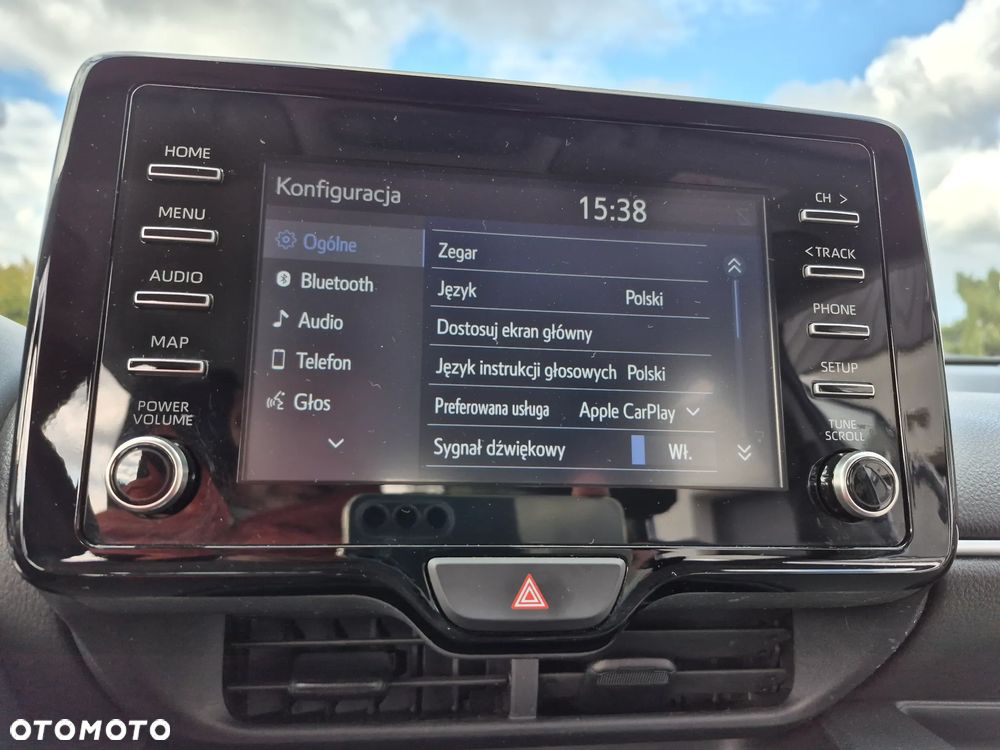 HOME
MENU
AUDIO
MAP
POWER
VOLUME
Konfiguracja
15:38
Ogólne
Bluetooth
Audio
Telefon
Głos
Zegar
Język Polski
Dostosuj ekran główny
Język instrukcji głosowych Polski
Preferowana usługa Apple CarPlay
Sygnał dźwiękowy Wł.
CH >
< TRACK
PHONE
SETUP
TUNE
SCROLL
OTOMOTO